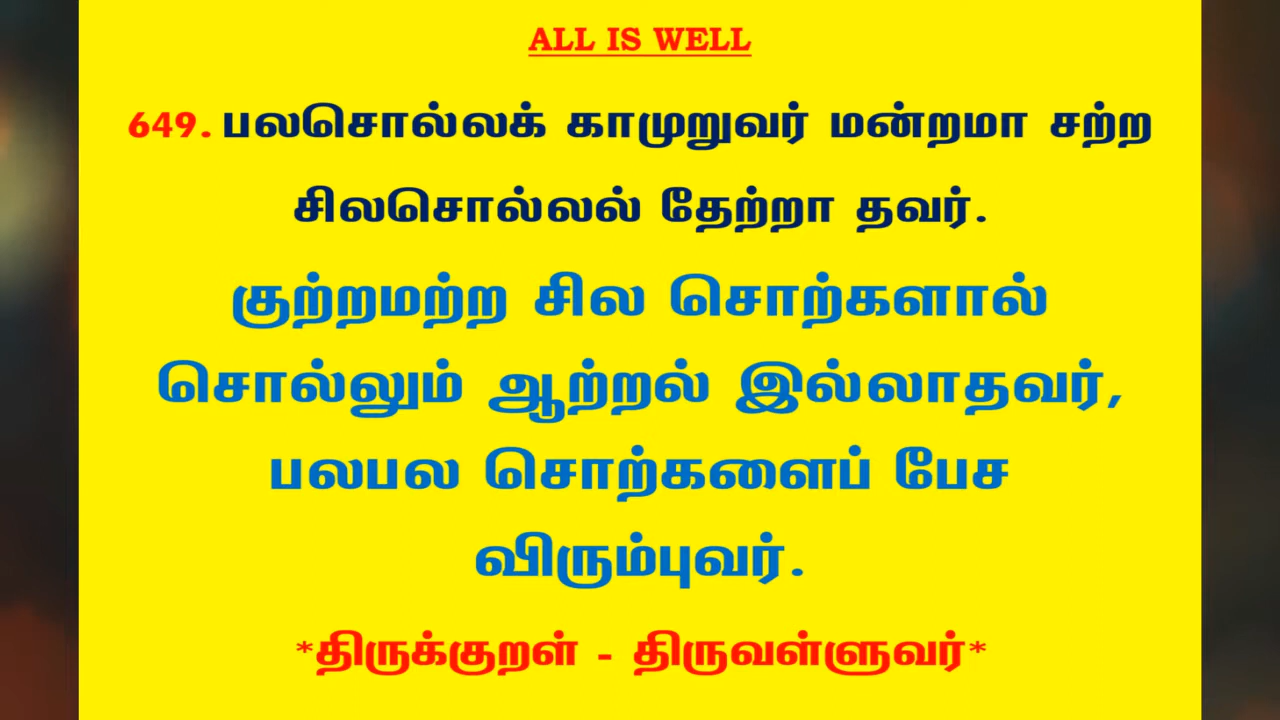 ALL IS WELL
649. பலசொல்லக் காமுறுவர் மன்றமா சற்ற
சிலசொல்லல் தேற்றா தவர்.
குற்றமற்ற சில சொற்களால்
சொல்லும் ஆற்றல் இல்லாதவர்,
பலபல சொற்களைப் பேச
விரும்புவர்.
*திருக்குறள் - திருவள்ளுவர்*